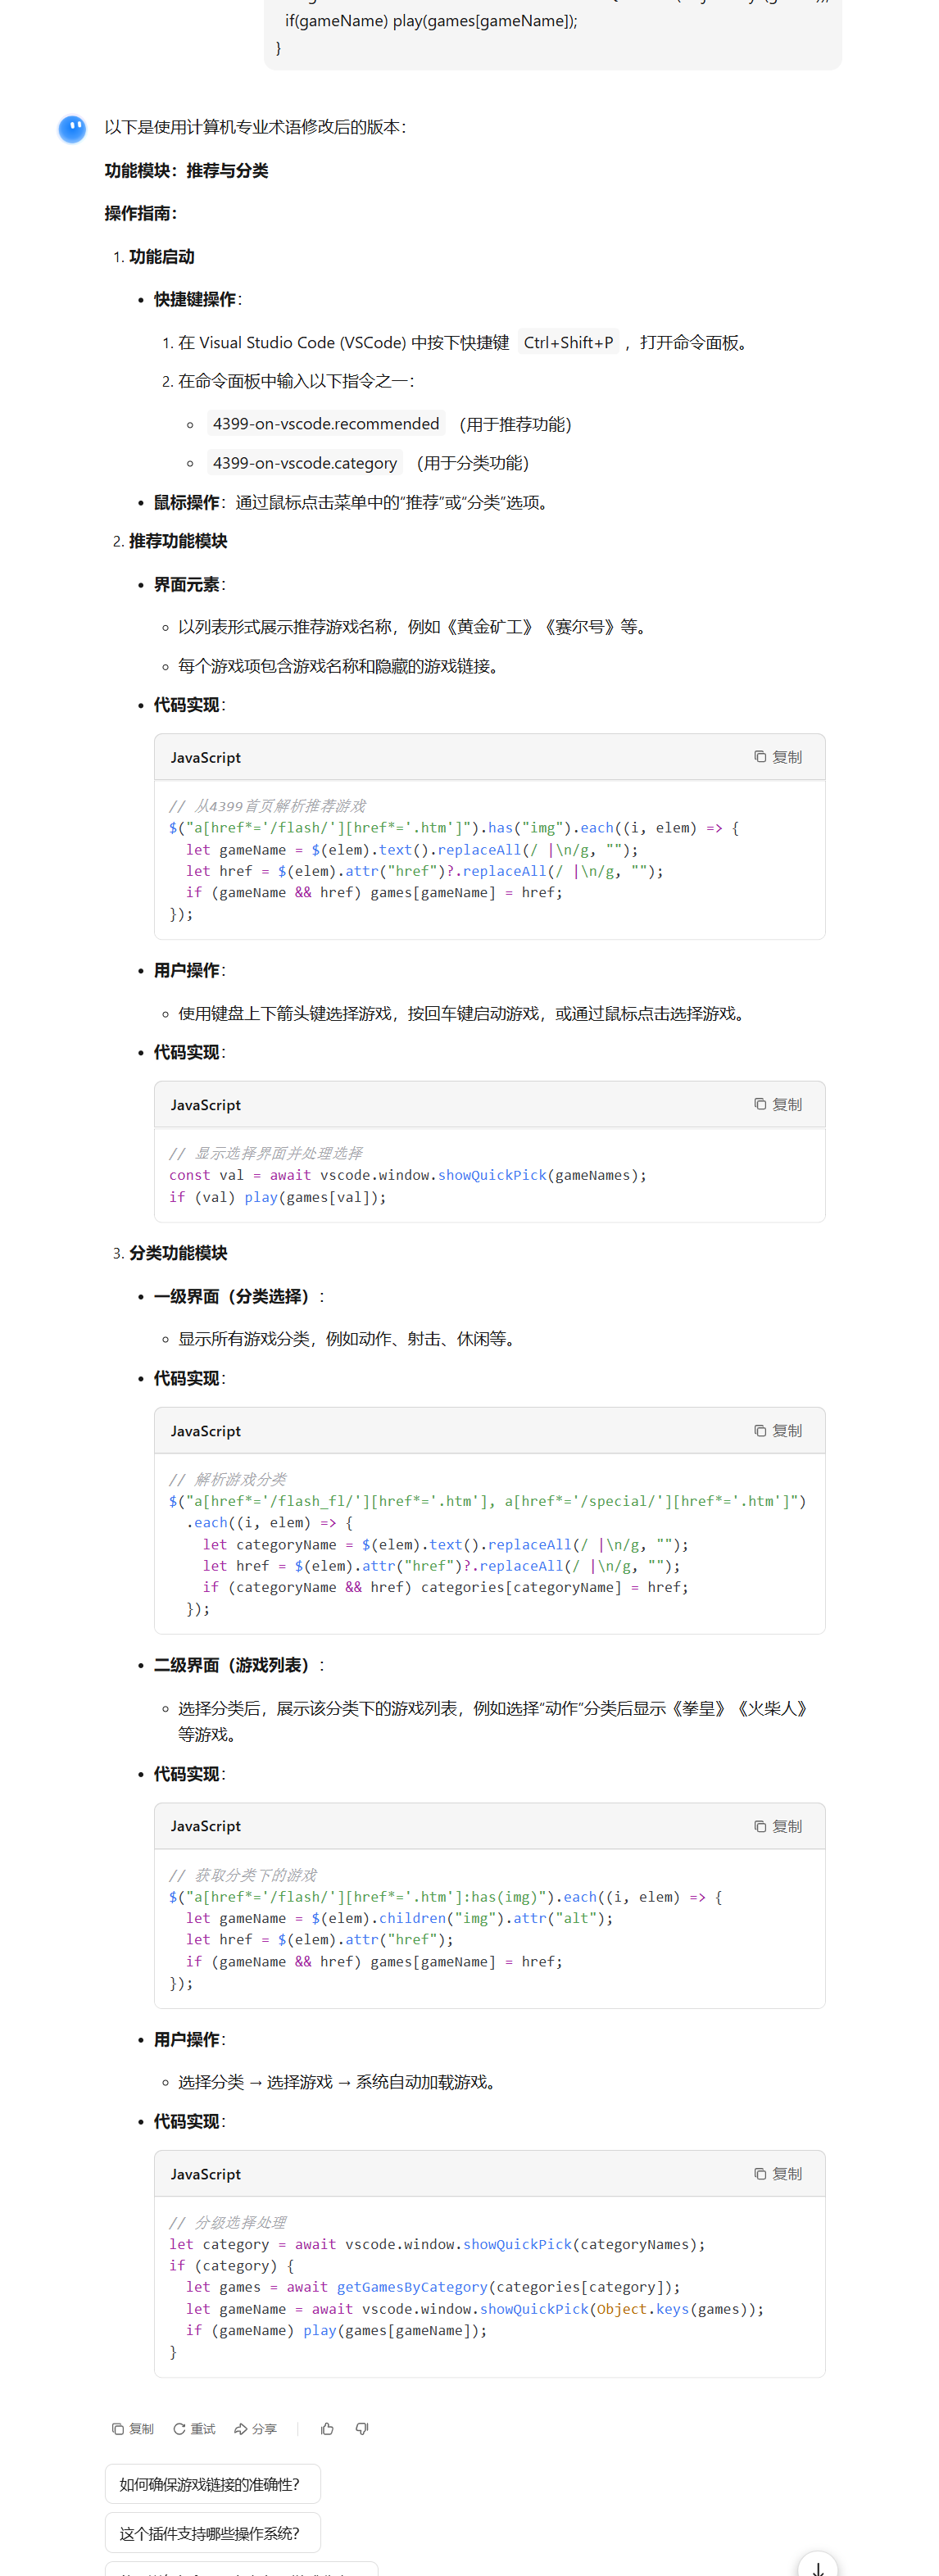 if(gameName) play(games[gameName]);
}
以下是使用计算机专业术语修改后的版本：
功能模块：推荐与分类
操作指南：
1. 功能启动
• 快捷键操作：
1. 在 Visual Studio Code (VSCode) 中按下快捷键 Ctrl+Shift+P ，打开命令面板。
2. 在命令面板中输入以下指令之一：
◦ 4399-on-vscode.recommended （用于推荐功能）
◦ 4399-on-vscode.category （用于分类功能）
• 鼠标操作：通过鼠标点击菜单中的“推荐”或“分类”选项。
2. 推荐功能模块
• 界面元素：
◦ 以列表形式展示推荐游戏名称，例如《黄金矿工》《赛尔号》等。
◦ 每个游戏项包含游戏名称和隐藏的游戏链接。
• 代码实现：
JavaScript 复制
// 从4399首页解析推荐游戏
$("a[href*='/flash/'][href*='.htm']").has("img").each((i, elem) => {
  let gameName = $(elem).text().replaceAll(/ |\n/g, "");
  let href = $(elem).attr("href")?.replaceAll(/ |\n/g, "");
  if (gameName && href) games[gameName] = href;
});
• 用户操作：
◦ 使用键盘上下箭头键选择游戏，按回车键启动游戏，或通过鼠标点击选择游戏。
• 代码实现：
JavaScript 复制
// 显示选择界面并处理选择
const val = await vscode.window.showQuickPick(gameNames);
if (val) play(games[val]);
3. 分类功能模块
• 一级界面（分类选择）：
◦ 显示所有游戏分类，例如动作、射击、休闲等。
• 代码实现：
JavaScript 复制
// 解析游戏分类
$("a[href*='/flash_fl/'][href*='.htm'], a[href*='/special/'][href*='.htm']")
  .each((i, elem) => {
    let categoryName = $(elem).text().replaceAll(/ |\n/g, "");
    let href = $(elem).attr("href")?.replaceAll(/ |\n/g, "");
    if (categoryName && href) categories[categoryName] = href;
  });
• 二级界面（游戏列表）：
◦ 选择分类后，展示该分类下的游戏列表，例如选择“动作”分类后显示《拳皇》《火柴人》
等游戏。
• 代码实现：
JavaScript 复制
// 获取分类下的游戏
$("a[href*='/flash/'][href*='.htm']:has(img)").each((i, elem) => {
  let gameName = $(elem).children("img").attr("alt");
  let href = $(elem).attr("href");
  if (gameName && href) games[gameName] = href;
});
• 用户操作：
◦ 选择分类 → 选择游戏 → 系统自动加载游戏。
• 代码实现：
JavaScript 复制
// 分级选择处理
let category = await vscode.window.showQuickPick(categoryNames);
if (category) {
  let games = await getGamesByCategory(categories[category]);
  let gameName = await vscode.window.showQuickPick(Object.keys(games));
  if (gameName) play(games[gameName]);
}
复制 重试 分享
如何确保游戏链接的准确性？
这个插件支持哪些操作系统？